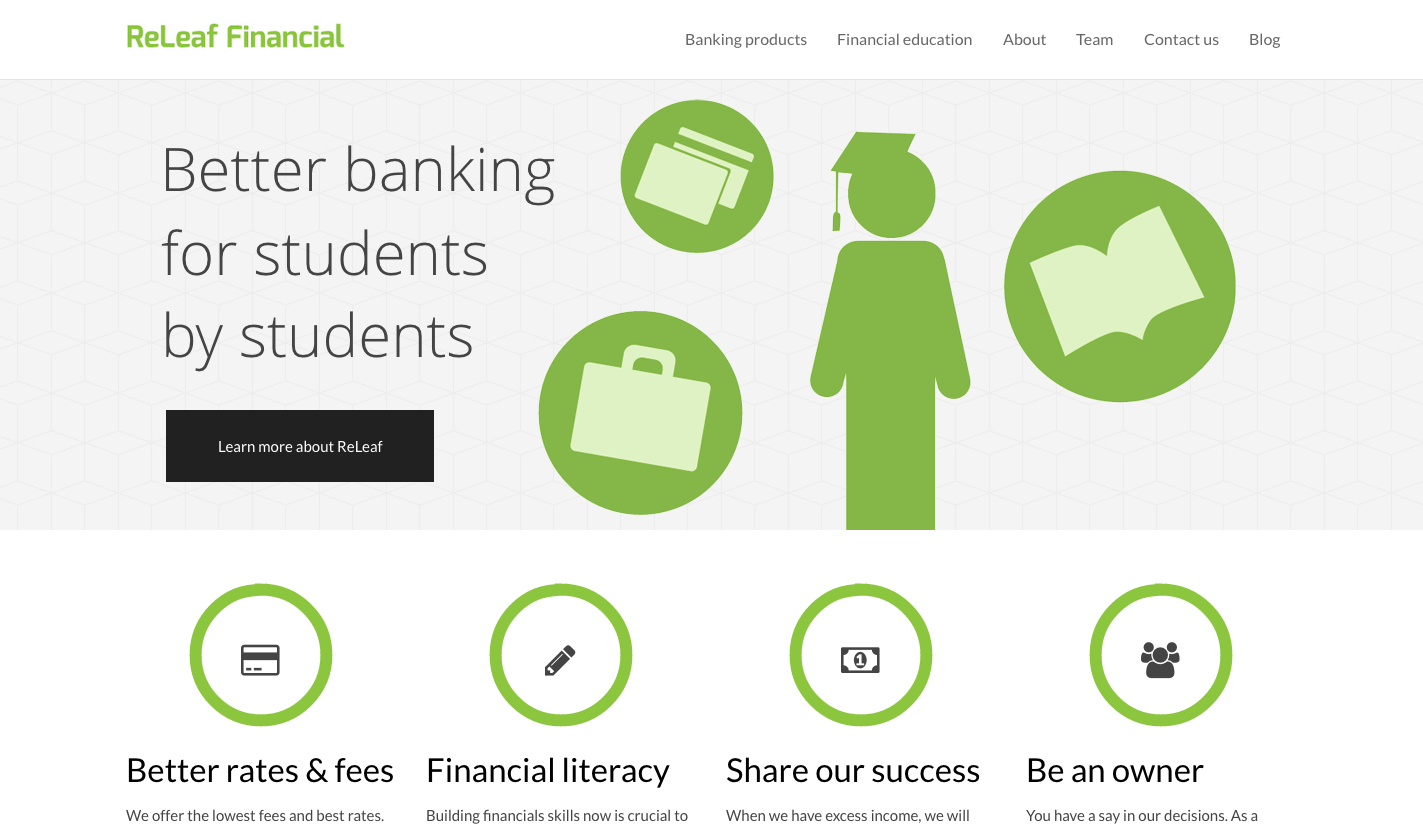 ReLeaf Financial
Banking products Financial education About Team Contact us Blog
Better banking
for students
by students
Learn more about ReLeaf
1
Better rates & fees
Financial literacy
Share our success
Be an owner
We offer the lowest fees and best rates.
Building financials skills now is crucial to
When we have excess income, we will
You have a say in our decisions. As a